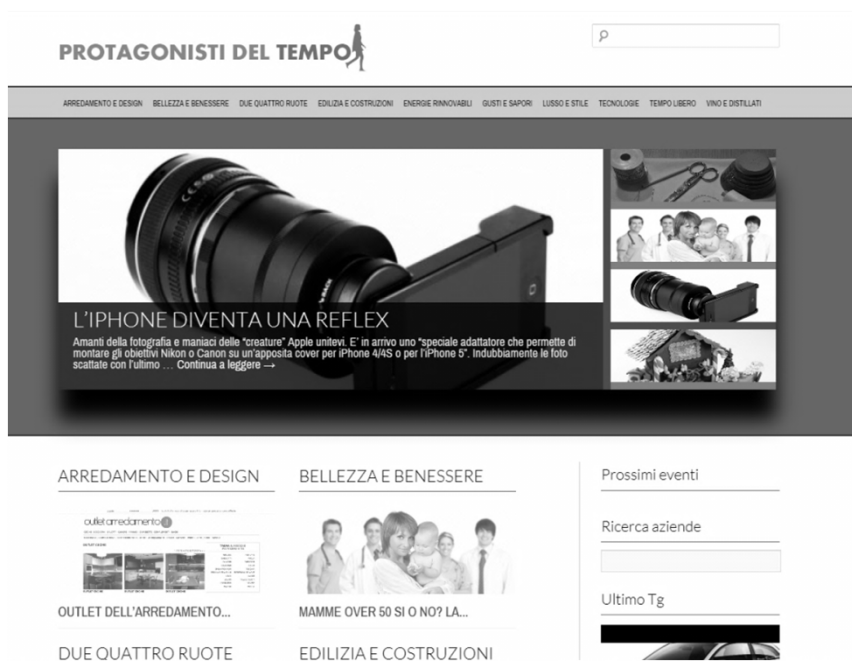 PROTAGONISTI DEL TEMPO
ARREDAMENTO E DESIGN BELLEZZA E BENESSERE DUE QUATTRO RUOTE EDILIZIA E COSTRUZIONI ENERGIE RINNOVABILI GUSTI E SAPORI LUSSO E STILE TECNOLOGIE TEMPO LIBERO VINO E DISTILLATI
L'IPHONE DIVENTA UNA REFLEX
Amanti della fotografia e maniaci delle “creature” Apple unitevi. E' in arrivo uno “speciale adattatore che permette di
montare gli obiettivi Nikon o Canon su un'apposita cover per iPhone 4/4S o per l'iPhone 5”. Indubbiamente le foto
scattate con l'ultimo … Continua a leggere →
ARREDAMENTO E DESIGN
outletarredamento
OUTLET DELL'ARREDAMENTO...
DUE QUATTRO RUOTE
BELLEZZA E BENESSERE
MAMME OVER 50 SI O NO? LA...
EDILIZIA E COSTRUZIONI
Prossimi eventi
Ricerca aziende
Ultimo Tg